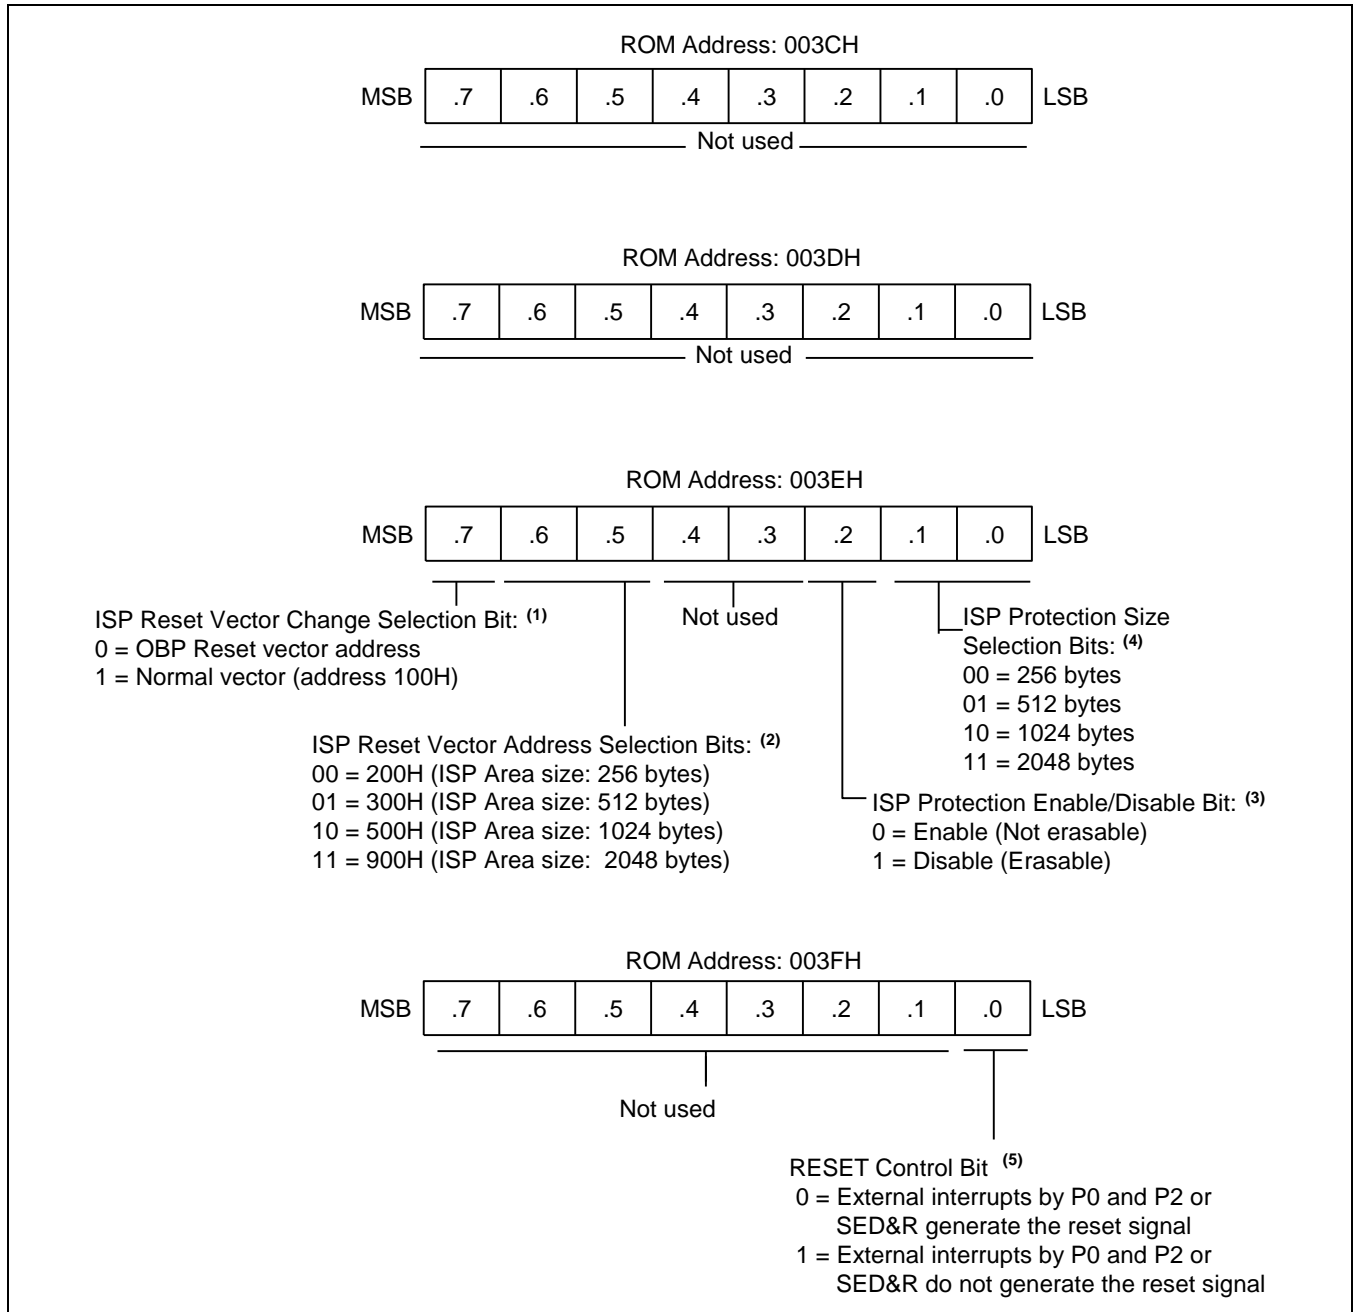 ROM Address: 003CH
MSB .7 .6 .5 .4 .3 .2 .1 .0 LSB
Not used
ROM Address: 003DH
MSB .7 .6 .5 .4 .3 .2 .1 .0 LSB
Not used
ROM Address: 003EH
MSB .7 .6 .5 .4 .3 .2 .1 .0 LSB
ISP Reset Vector Change Selection Bit: (1)
0 = OBP Reset vector address
1 = Normal vector (address 100H)
ISP Reset Vector Address Selection Bits: (2)
00 = 200H (ISP Area size: 256 bytes)
01 = 300H (ISP Area size: 512 bytes)
10 = 500H (ISP Area size: 1024 bytes)
11 = 900H (ISP Area size: 2048 bytes)
Not used
ISP Protection Size
Selection Bits: (4)
00 = 256 bytes
01 = 512 bytes
10 = 1024 bytes
11 = 2048 bytes
ISP Protection Enable/Disable Bit: (3)
0 = Enable (Not erasable)
1 = Disable (Erasable)
ROM Address: 003FH
MSB .7 .6 .5 .4 .3 .2 .1 .0 LSB
Not used
RESET Control Bit (5)
0 = External interrupts by P0 and P2 or
SED&R generate the reset signal
1 = External interrupts by P0 and P2 or
SED&R do not generate the reset signal